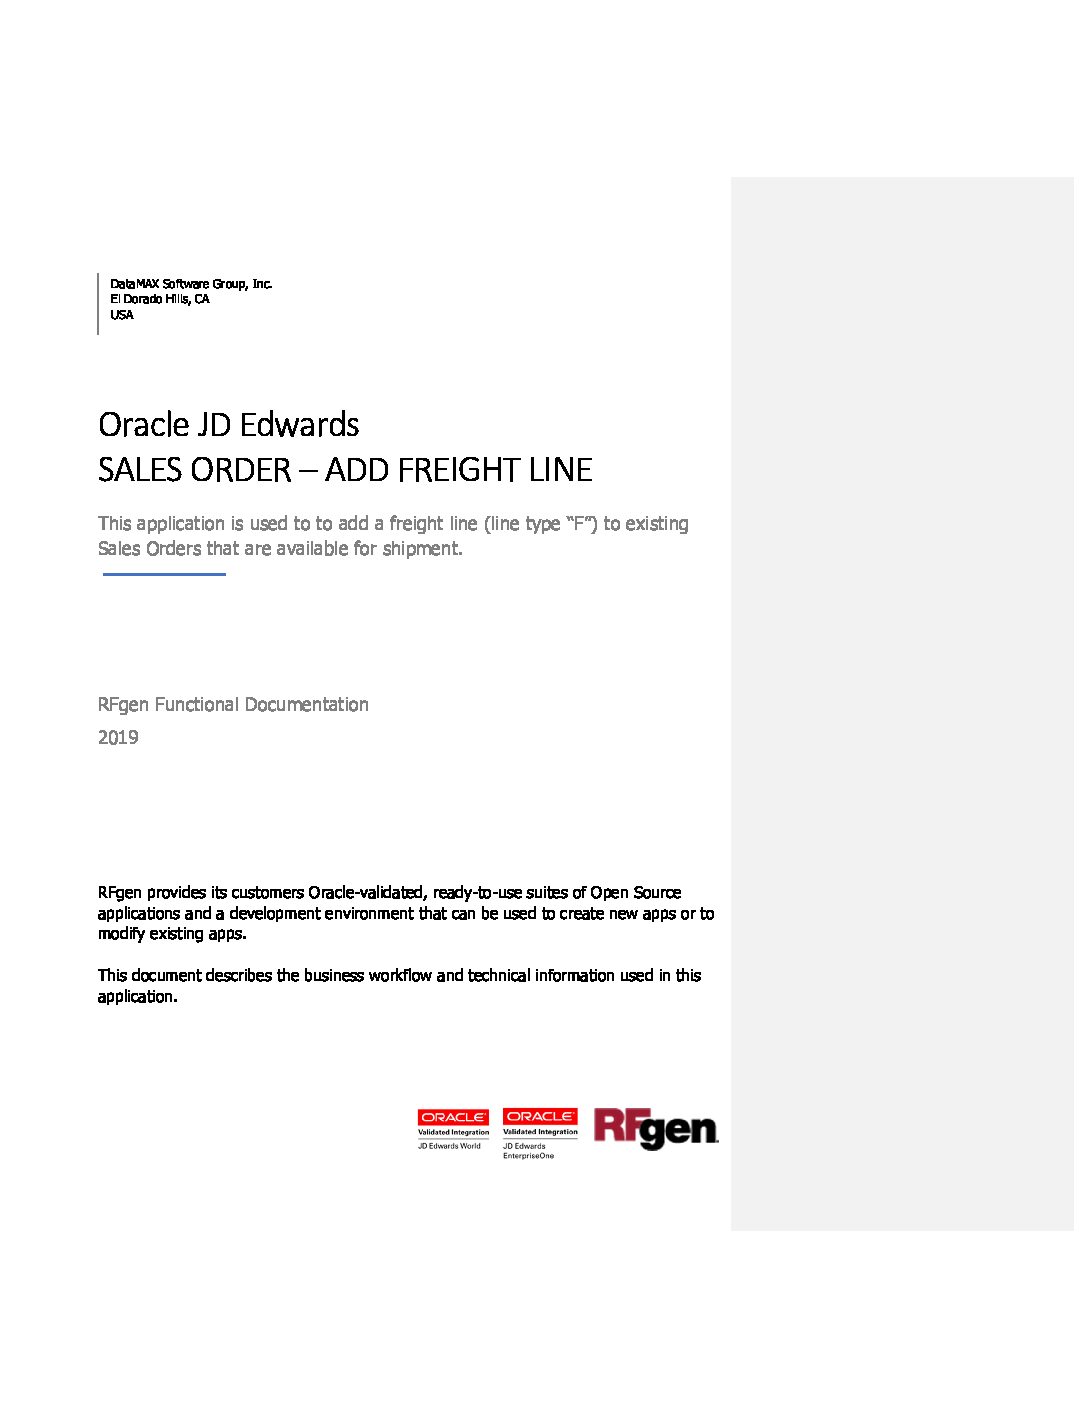 DataMAX Software Group, Inc.
El Dorado Hills, CA
USA
Oracle JD Edwards
SALES ORDER – ADD FREIGHT LINE
This application is used to to add a freight line (line type “F”) to existing
Sales Orders that are available for shipment.
RFgen Functional Documentation
2019
RFgen provides its customers Oracle-validated, ready-to-use suites of Open Source
applications and a development environment that can be used to create new apps or to
modify existing apps.
This document describes the business workflow and technical information used in this
application.
ORACLE
Validated Integration
JD Edwards World
ORACLE
Validated Integration
JD Edwards
EnterpriseOne
RFgen